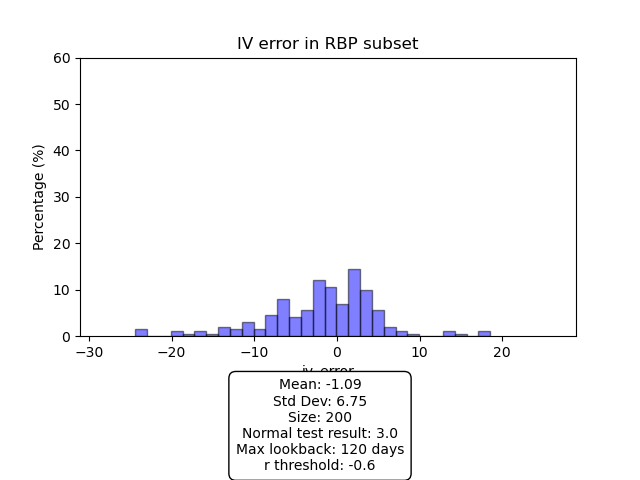 IV error in RBP subset
Percentage (%)
60
50
40
30
20
10
0
−30 −20 −10 0 10 20
iv_error
Mean: -1.09
Std Dev: 6.75
Size: 200
Normal test result: 3.0
Max lookback: 120 days
r threshold: -0.6